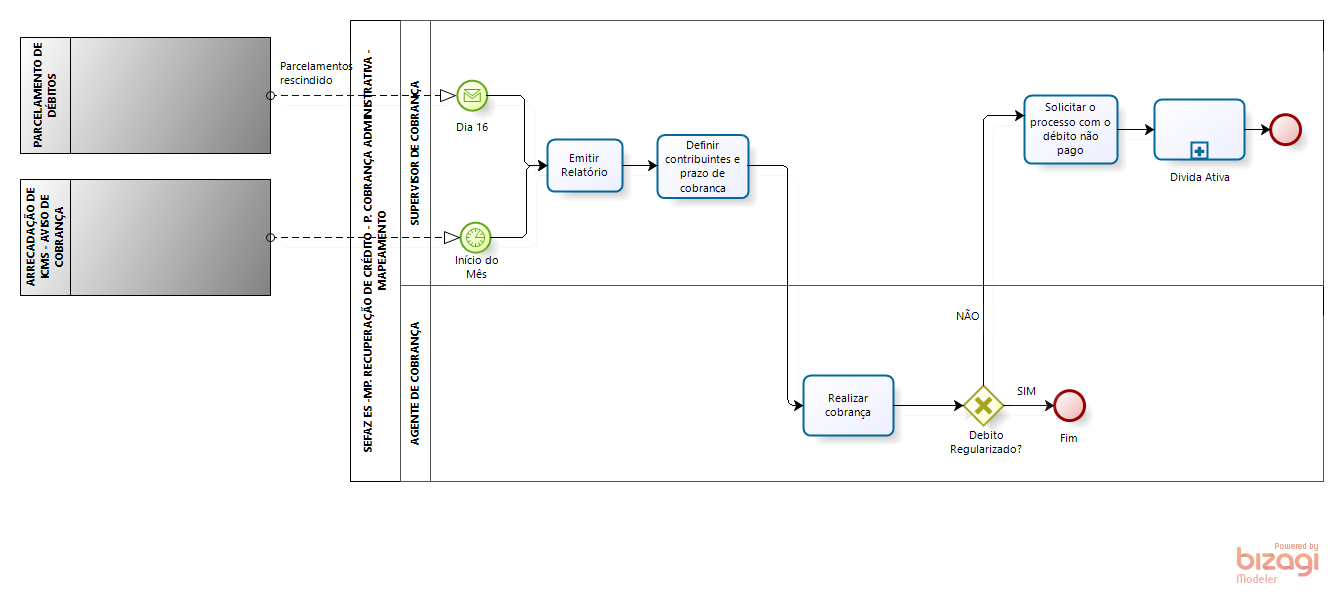 PARCELAMENTO DE
DÉBITOS
Parcelamentos
rescindido
ARRECADAÇÃO DE
ICMS - AVISO DE
COBRANÇA
SEFAZ ES -MP. RECUPERAÇÃO DE CRÉDITO - P. COBRANÇA ADMINISTRATIVA -
MAPEAMENTO
SUPERVISOR DE COBRANÇA
Dia 16
Início do
Mês
Emitir
Relatório
Definir
contribuintes e
prazo de
cobrança
Solicitar o
processo com o
débito não
pago
Divida Ativa
AGENTE DE COBRANÇA
Realizar
cobrança
NÃO
SIM
Debito
Regularizado?
Fim
Powered by
bizagi
Modeler